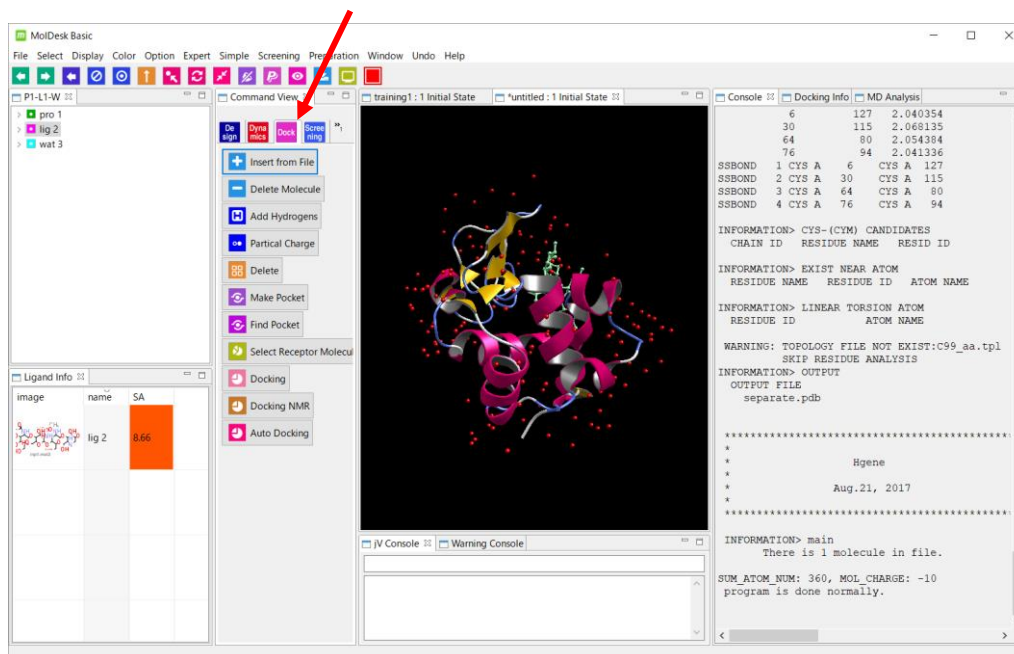 MolDesk Basic
File Select Display Color Option Expert Simple Screening Preparation Window Undo Help
P1-L1-W
pro 1
lig 2
wat 3
Ligand Info
image name SA
lig 2 8.66
Command View
De sign
Dyna mics
Dock
Scree ning
»1
Insert from File
Delete Molecule
Add Hydrogens
Partical Charge
Delete
Make Pocket
Find Pocket
Select Receptor Molecul
Docking
Docking NMR
Auto Docking
training1 : 1 Initial State
*untitled : 1 Initial State
jV Console
Warning Console
Console
Docking Info
MD Analysis
6 127 2.040354
30 115 2.068135
64 80 2.054384
76 94 2.041336
SSBOND 1 CYS A 6 CYS A 127
SSBOND 2 CYS A 30 CYS A 115
SSBOND 3 CYS A 64 CYS A 80
SSBOND 4 CYS A 76 CYS A 94
INFORMATION> CYS-(CYM) CANDIDATES
CHAIN ID RESIDUE NAME RESID ID
INFORMATION> EXIST NEAR ATOM
RESIDUE NAME RESIDUE ID ATOM NAME
INFORMATION> LINEAR TORSION ATOM
RESIDUE ID ATOM NAME
WARNING: TOPOLOGY FILE NOT EXIST:C99_aa.tpl
SKIP RESIDUE ANALYSIS
INFORMATION> OUTPUT
OUTPUT FILE
separate.pdb
********************************************
*
* Hgene
*
* Aug.21, 2017
*
********************************************
INFORMATION> main
There is 1 molecule in file.
SUM_ATOM_NUM: 360, MOL_CHARGE: -10
program is done normally.